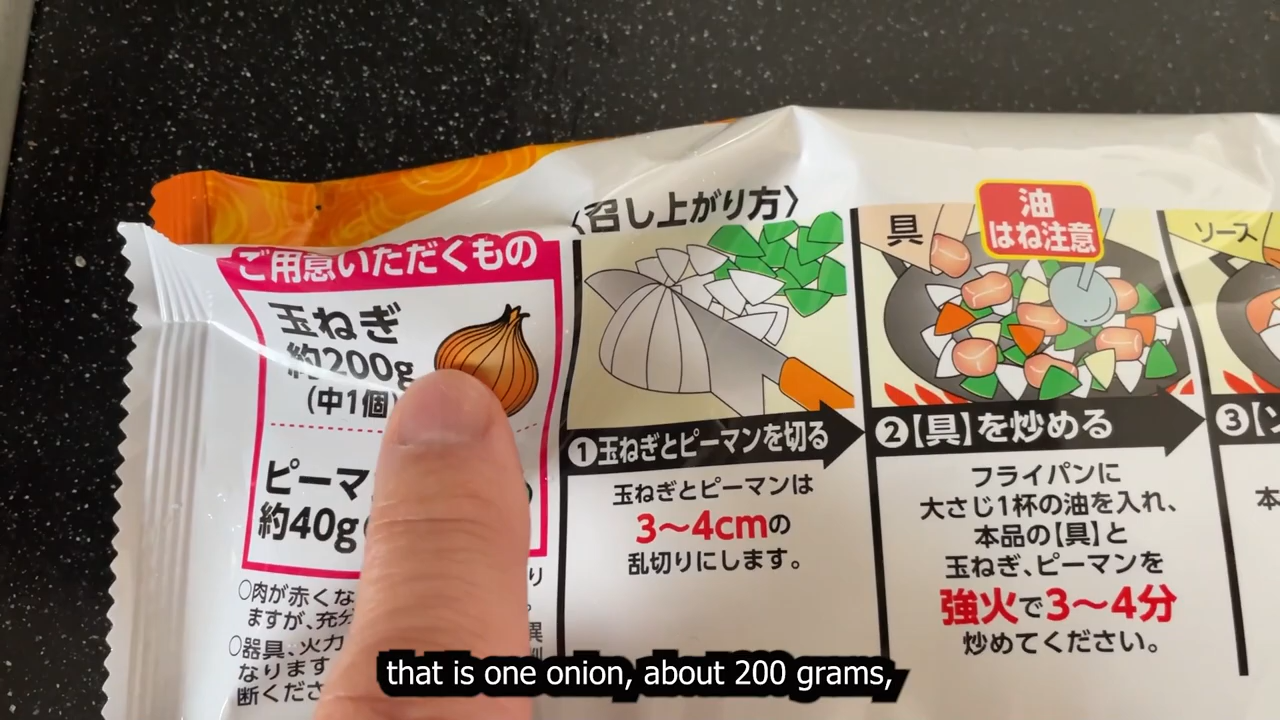 〈召し上がり方〉
ご用意いただくもの
玉ねぎ
約200g
(中1個)
ピーマ
約40g
○肉が赤くな
ますが、充分
○器具、火力
なります
断くださ
①玉ねぎとピーマンを切る
玉ねぎとピーマンは
3〜4cmの
乱切りにします。
具
油
はね注意
②【具】を炒める
フライパンに
大さじ1杯の油を入れ、
本品の【具】と
玉ねぎ、ピーマンを
強火で3〜4分
炒めてください。
ソース
③【ソ
本
that is one onion, about 200 grams,